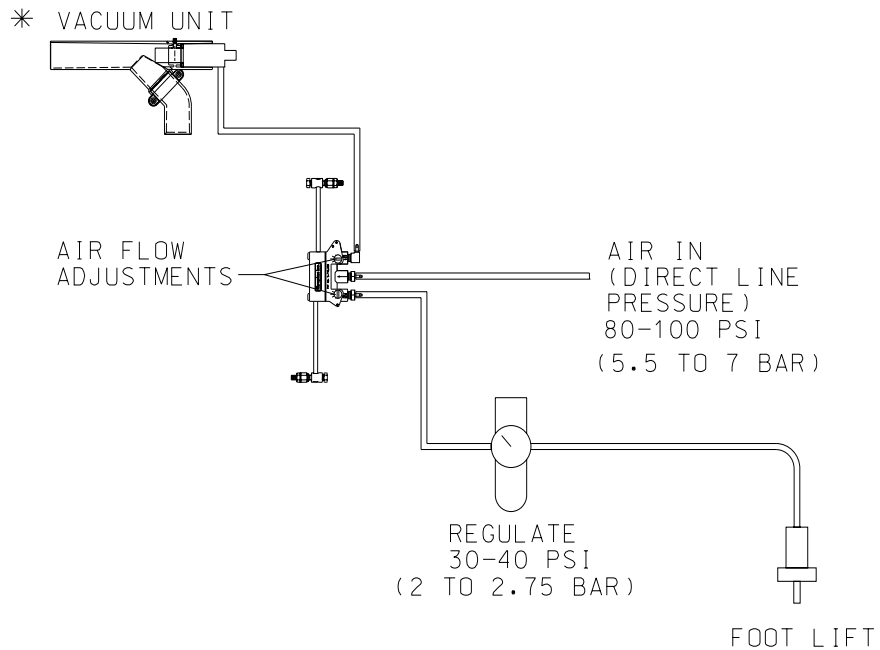 * VACUUM UNIT
AIR FLOW
ADJUSTMENTS
AIR IN
(DIRECT LINE
PRESSURE)
80-100 PSI
(5.5 TO 7 BAR)
REGULATE
30-40 PSI
(2 TO 2.75 BAR)
FOOT LIFT